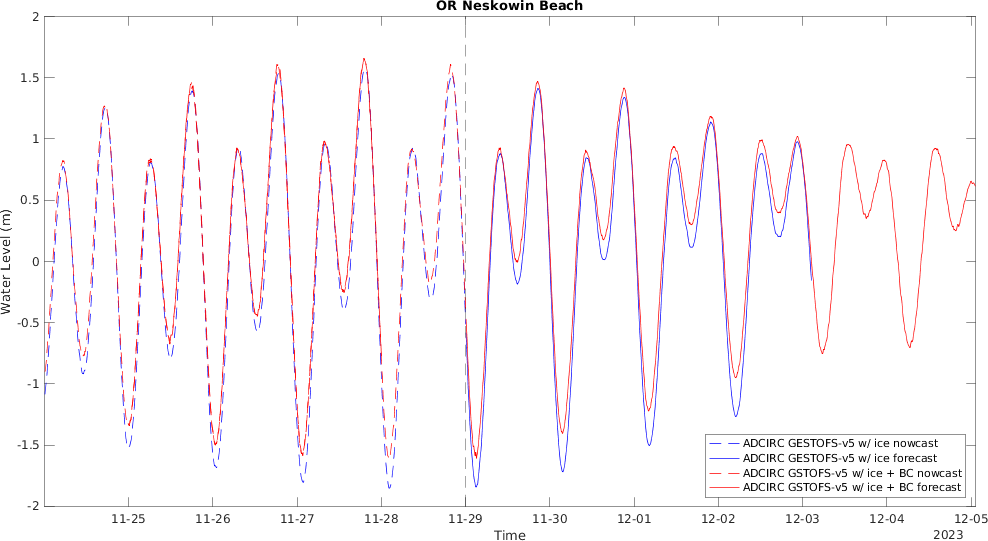 OR Neskowin Beach
Water Level (m)
2
1.5
1
0.5
0
-0.5
-1
-1.5
-2
ADCIRC GESTOFS-v5 w/ ice nowcast
ADCIRC GESTOFS-v5 w/ ice forecast
ADCIRC GSTOFS-v5 w/ ice + BC nowcast
ADCIRC GSTOFS-v5 w/ ice + BC forecast
11-25 11-26 11-27 11-28 11-29 11-30 12-01 12-02 12-03 12-04 12-05
Time
2023